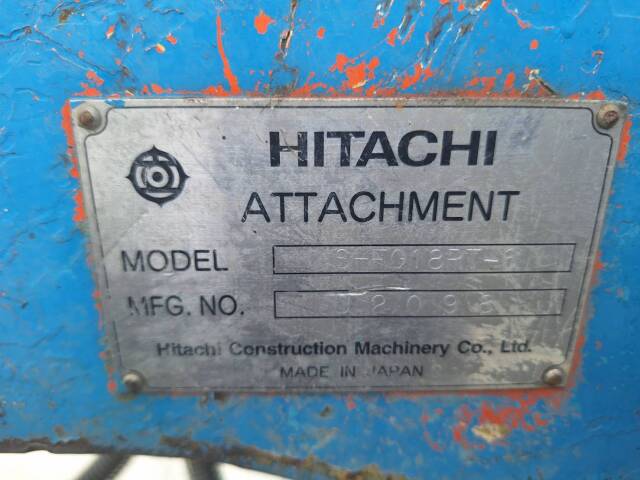 HITACHI
ATTACHMENT
MODEL
MFG. NO.
Hitachi Construction Machinery Co., Ltd.
MADE IN JAPAN